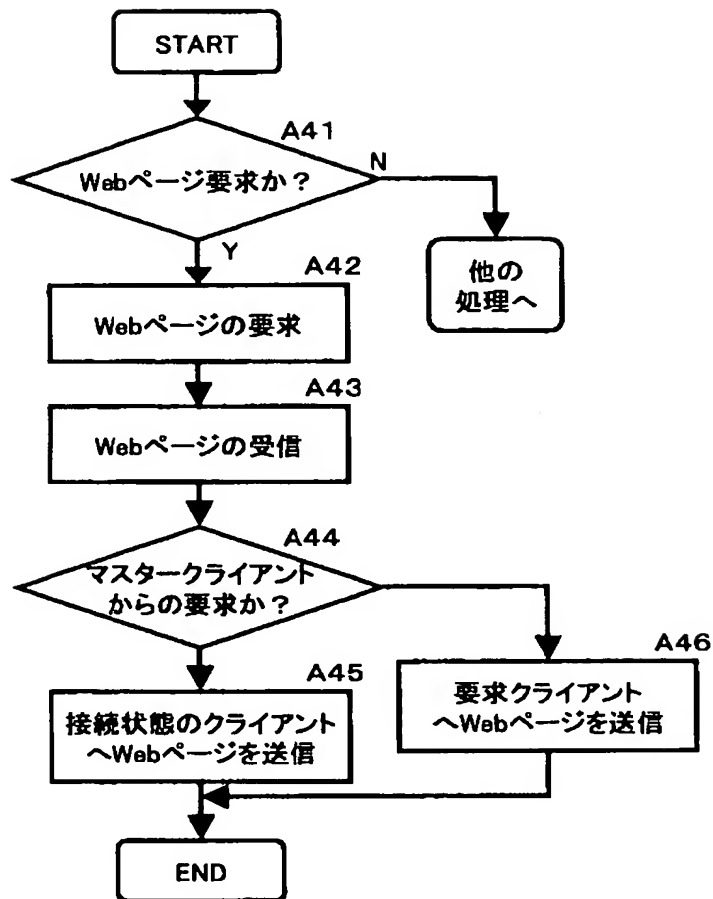 START
A41
Webページ要求か？
N
Y
他の
処理へ
A42
Webページの要求
A43
Webページの受信
A44
マスタークライアント
からの要求か？
A45
接続状態のクライアント
へWebページを送信
A46
要求クライアント
へWebページを送信
END